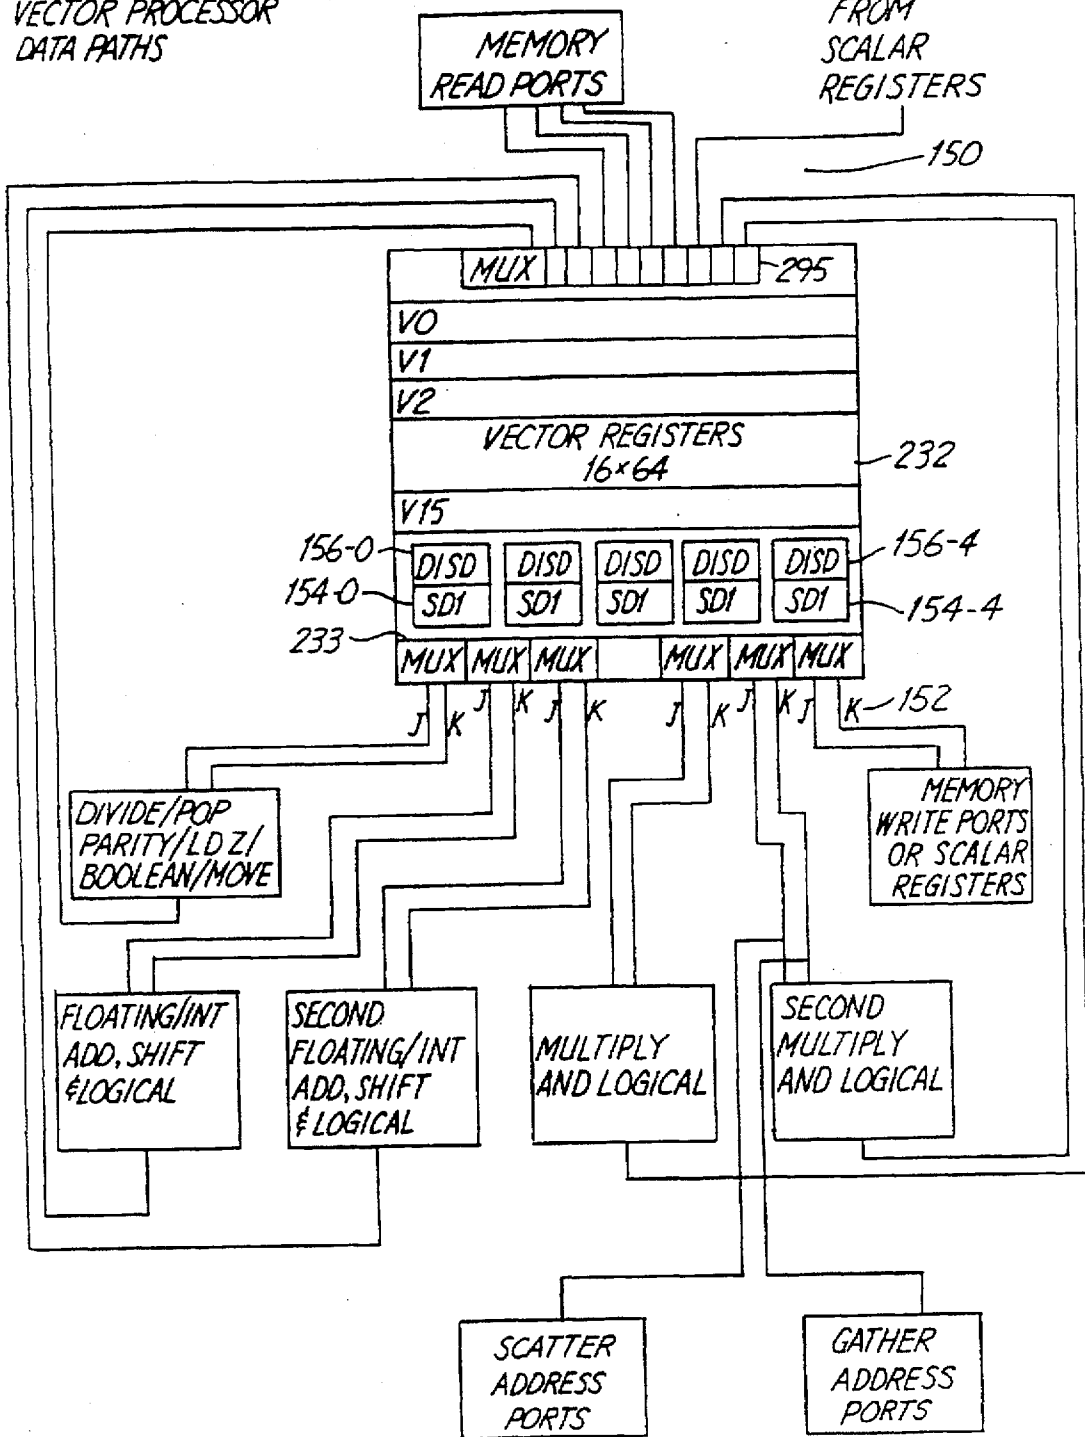 VECTOR PROCESSOR
DATA PATHS
MEMORY
READ PORTS
FROM
SCALAR
REGISTERS
150
MUX
295
V0
V1
V2
VECTOR REGISTERS
16×64
232
V15
156-0
DISD DISD DISD DISD DISD
156-4
154-0
SD1 SD1 SD1 SD1 SD1
154-4
233
MUX MUX MUX MUX MUX MUX
J K J K J K J K J K J K
152
DIVIDE/POP
PARITY/LDZ/
BOOLEAN/MOVE
MEMORY
WRITE PORTS
OR SCALAR
REGISTERS
FLOATING/INT
ADD, SHIFT
&LOGICAL
SECOND
FLOATING/INT
ADD, SHIFT
& LOGICAL
MULTIPLY
AND LOGICAL
SECOND
MULTIPLY
AND LOGICAL
SCATTER
ADDRESS
PORTS
GATHER
ADDRESS
PORTS